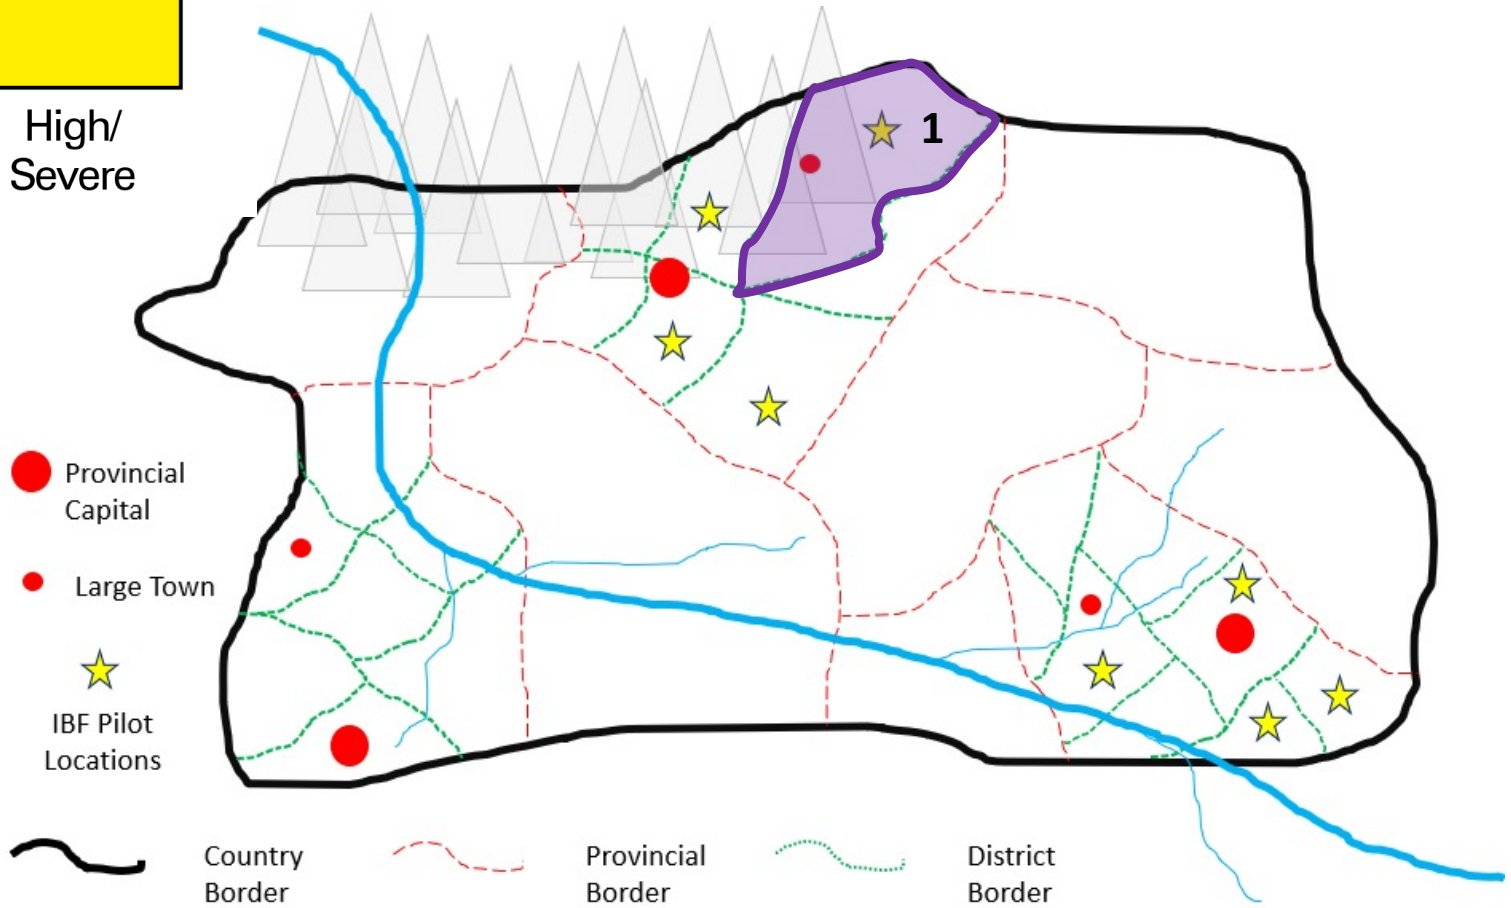 High/
Severe
1
Provincial
Capital
Large Town
IBF Pilot
Locations
Country
Border
Provincial
Border
District
Border